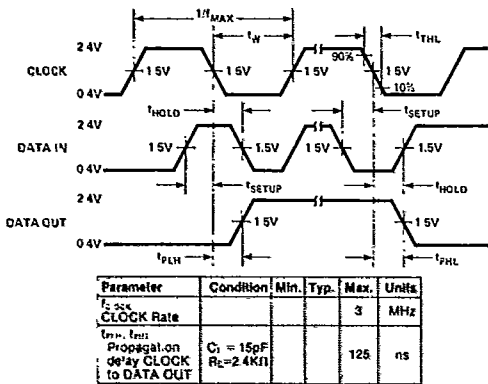 1/fMAX
tW
tTHL
2 4V
90%
CLOCK
1 5V
1 5V
1 5V
1 5V
0 4V
10%
tHOLD
tSETUP
2 4V
DATA IN
1 5V
1 5V
1 5V
1.5V
0 4V
tSETUP
tHOLD
2 4V
DATA OUT
1 5V
1 5V
0 4V
tPLH
tPHL
Parameter Condition Min. Typ. Max. Units
CLOCK Rate 3 MHz
Propagation
delay CLOCK
to DATA OUT
= 15pF
RL=2.4KΩ
125 ns